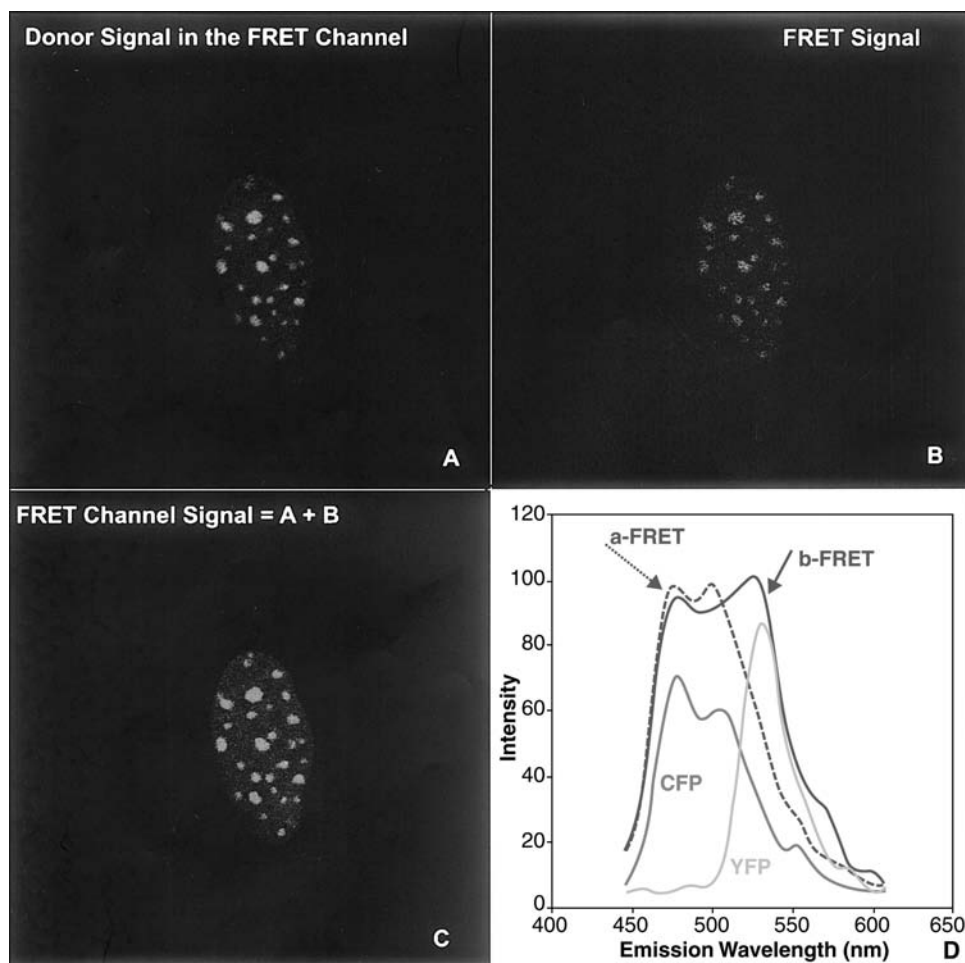 Donor Signal in the FRET Channel
A
FRET Signal
B
FRET Channel Signal = A + B
C
120
100
80
60
40
20
0
Intensity
a-FRET
b-FRET
CFP
YFP
400
450
500
550
600
650
Emission Wavelength (nm)
D